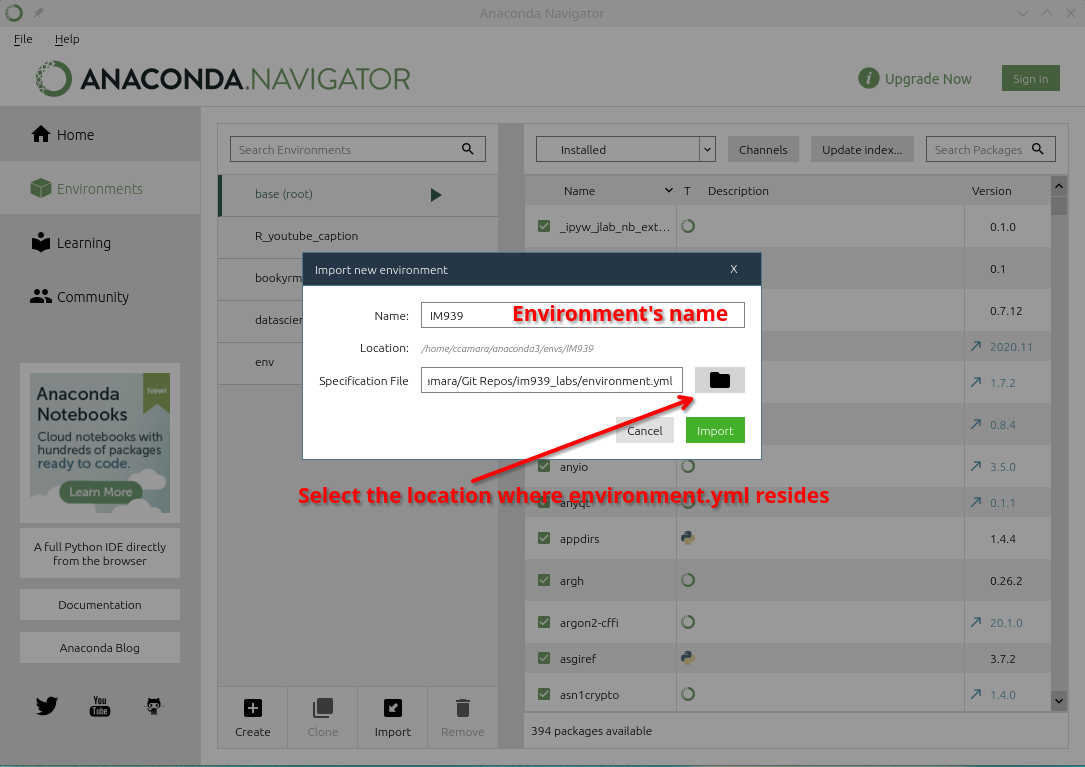 Anaconda Navigator
File Help
ANACONDA.NAVIGATOR
i Upgrade Now Sign in
Home
Environments
Learning
Community
Anaconda
Notebooks
New!
Cloud notebooks with
hundreds of packages
ready to code.
Learn More
A full Python IDE directly
from the browser
Documentation
Anaconda Blog
You
Tube
Search Environments
base (root)
R_youtube_caption
bookyrm
datascien
env
Create Clone Import Remove
Installed Channels Update index... Search Packages
Name T Description Version
_ipyw_jlab_nb_ext... 0.1.0
0.1
0.7.12
2020.11
1.7.2
0.8.4
anyio 3.5.0
anyqt 0.1.1
appdirs 1.4.4
argh 0.26.2
argon2-cffi 20.1.0
asgiref 3.7.2
asn1crypto 1.4.0
394 packages available
Import new environment X
Name: IM939 Environment's name
Location: /home/ccamara/anaconda3/envs/IM939
Specification File amara/Git Repos/im939_labs/environment.yml
Cancel Import
Select the location where environment.yml resides